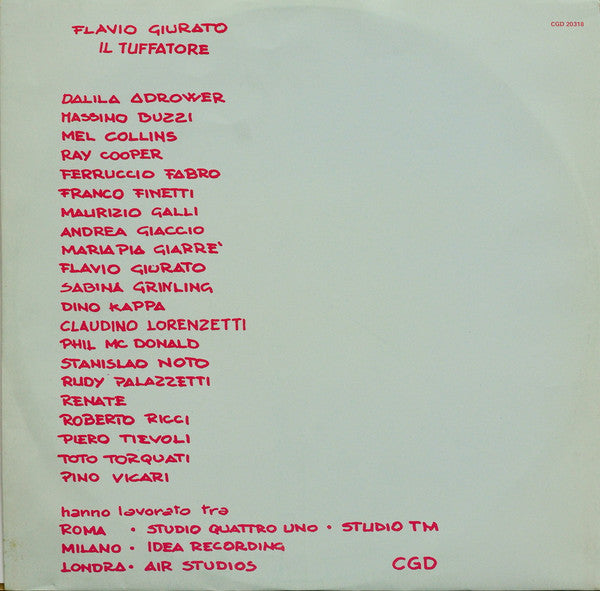 FLAVIO GIURATO
CGD 20318
IL TUFFATORE
DALILA ADROWER
MASSIMO BUZZI
MEL COLLINS
RAY COOPER
FERRUCCIO FABRO
FRANCO FINETTI
MAURIZIO GALLI
ANDREA GIACCIO
MARIAPIA GIARRE'
FLAVIO GIURATO
SABINA GRINLING
DINO KAPPA
CLAUDINO LORENZETTI
PHIL MC DONALD
STANISLAO NOTO
RUDY PALAZZETTI
RENATE
ROBERTO RICCI
PIERO TIEVOLI
TOTO TORQUATI
PINO VICARI
hanno lavorato tra
ROMA • STUDIO QUATTRO UNO • STUDIO TM
MILANO • IDEA RECORDING
LONDRA • AIR STUDIOS CGD